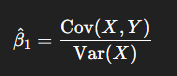 β̂₁ = Cov(X, Y) / Var(X)